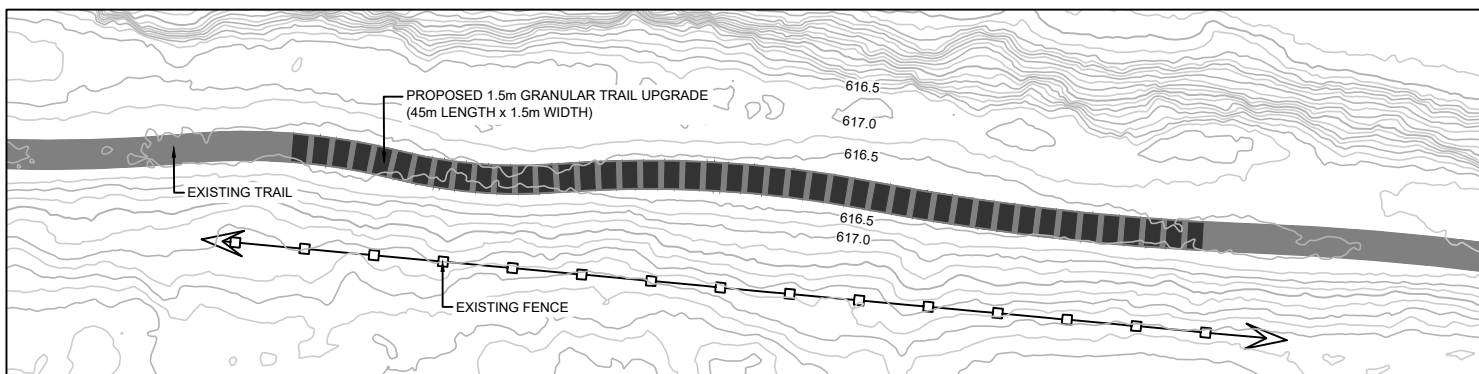 616.5
PROPOSED 1.5m GRANULAR TRAIL UPGRADE
(45m LENGTH x 1.5m WIDTH)
617.0
616.5
EXISTING TRAIL
616.5
617.0
EXISTING FENCE